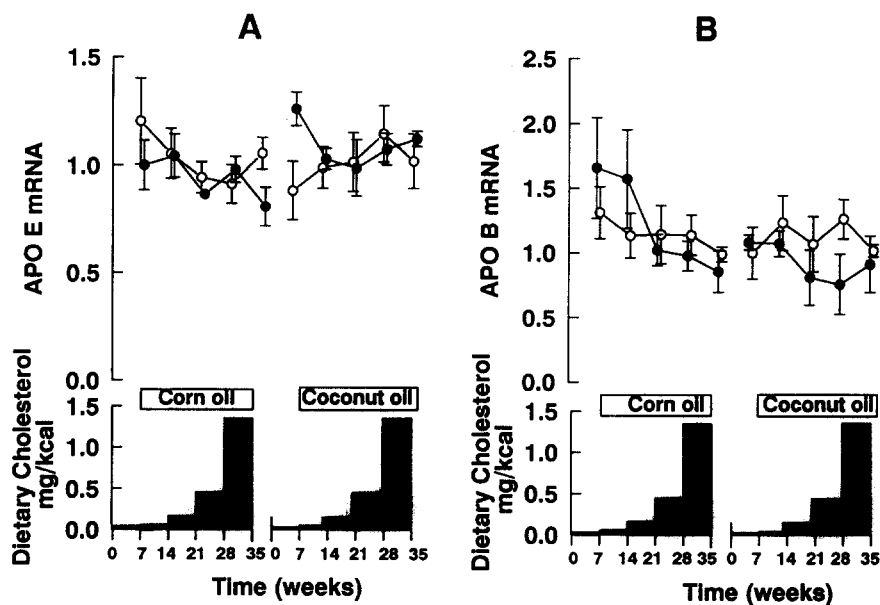 A
1.5
1.0
0.5
0.0
APO E mRNA
Corn oil
Coconut oil
1.5
1.0
0.5
0.0
Dietary Cholesterol
mg/kcal
0 7 14 21 28 35 0 7 14 21 28 35
Time (weeks)
B
2.5
2.0
1.5
1.0
0.5
0.0
APO B mRNA
Corn oil
Coconut oil
1.5
1.0
0.5
0.0
Dietary Cholesterol
mg/kcal
0 7 14 21 28 35 0 7 14 21 28 35
Time (weeks)